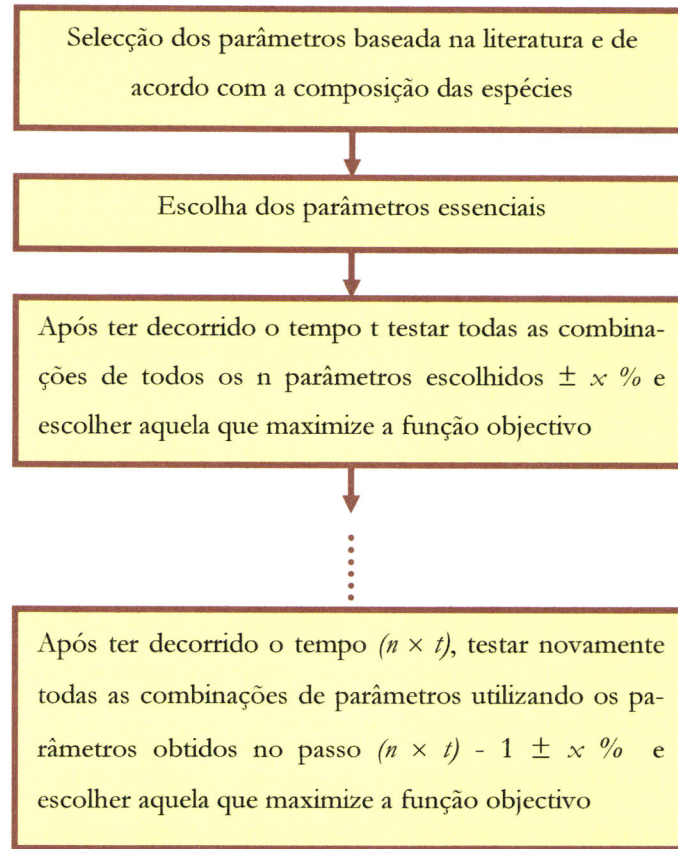 Selecção dos parâmetros baseada na literatura e de
acordo com a composição das espécies
Escolha dos parâmetros essenciais
Após ter decorrido o tempo t testar todas as combina-
ções de todos os n parâmetros escolhidos ± x % e
escolher aquela que maximize a função objectivo
Após ter decorrido o tempo (n × t), testar novamente
todas as combinações de parâmetros utilizando os pa-
râmetros obtidos no passo (n × t) - 1 ± x % e
escolher aquela que maximize a função objectivo